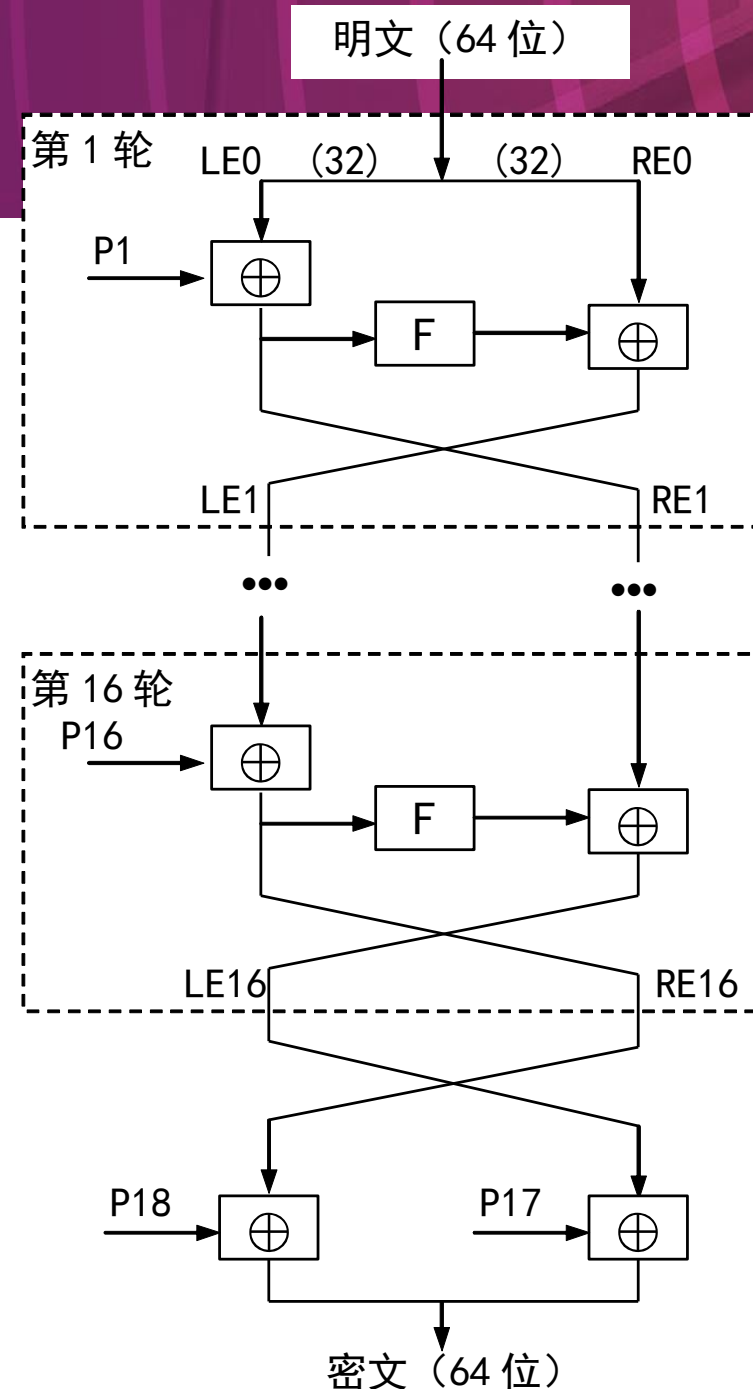 明文（64 位）
第 1 轮
LE0 (32) (32) RE0
P1
F
LE1 RE1
•••
•••
第 16 轮
P16
F
LE16 RE16
P18 P17
密文（64 位）